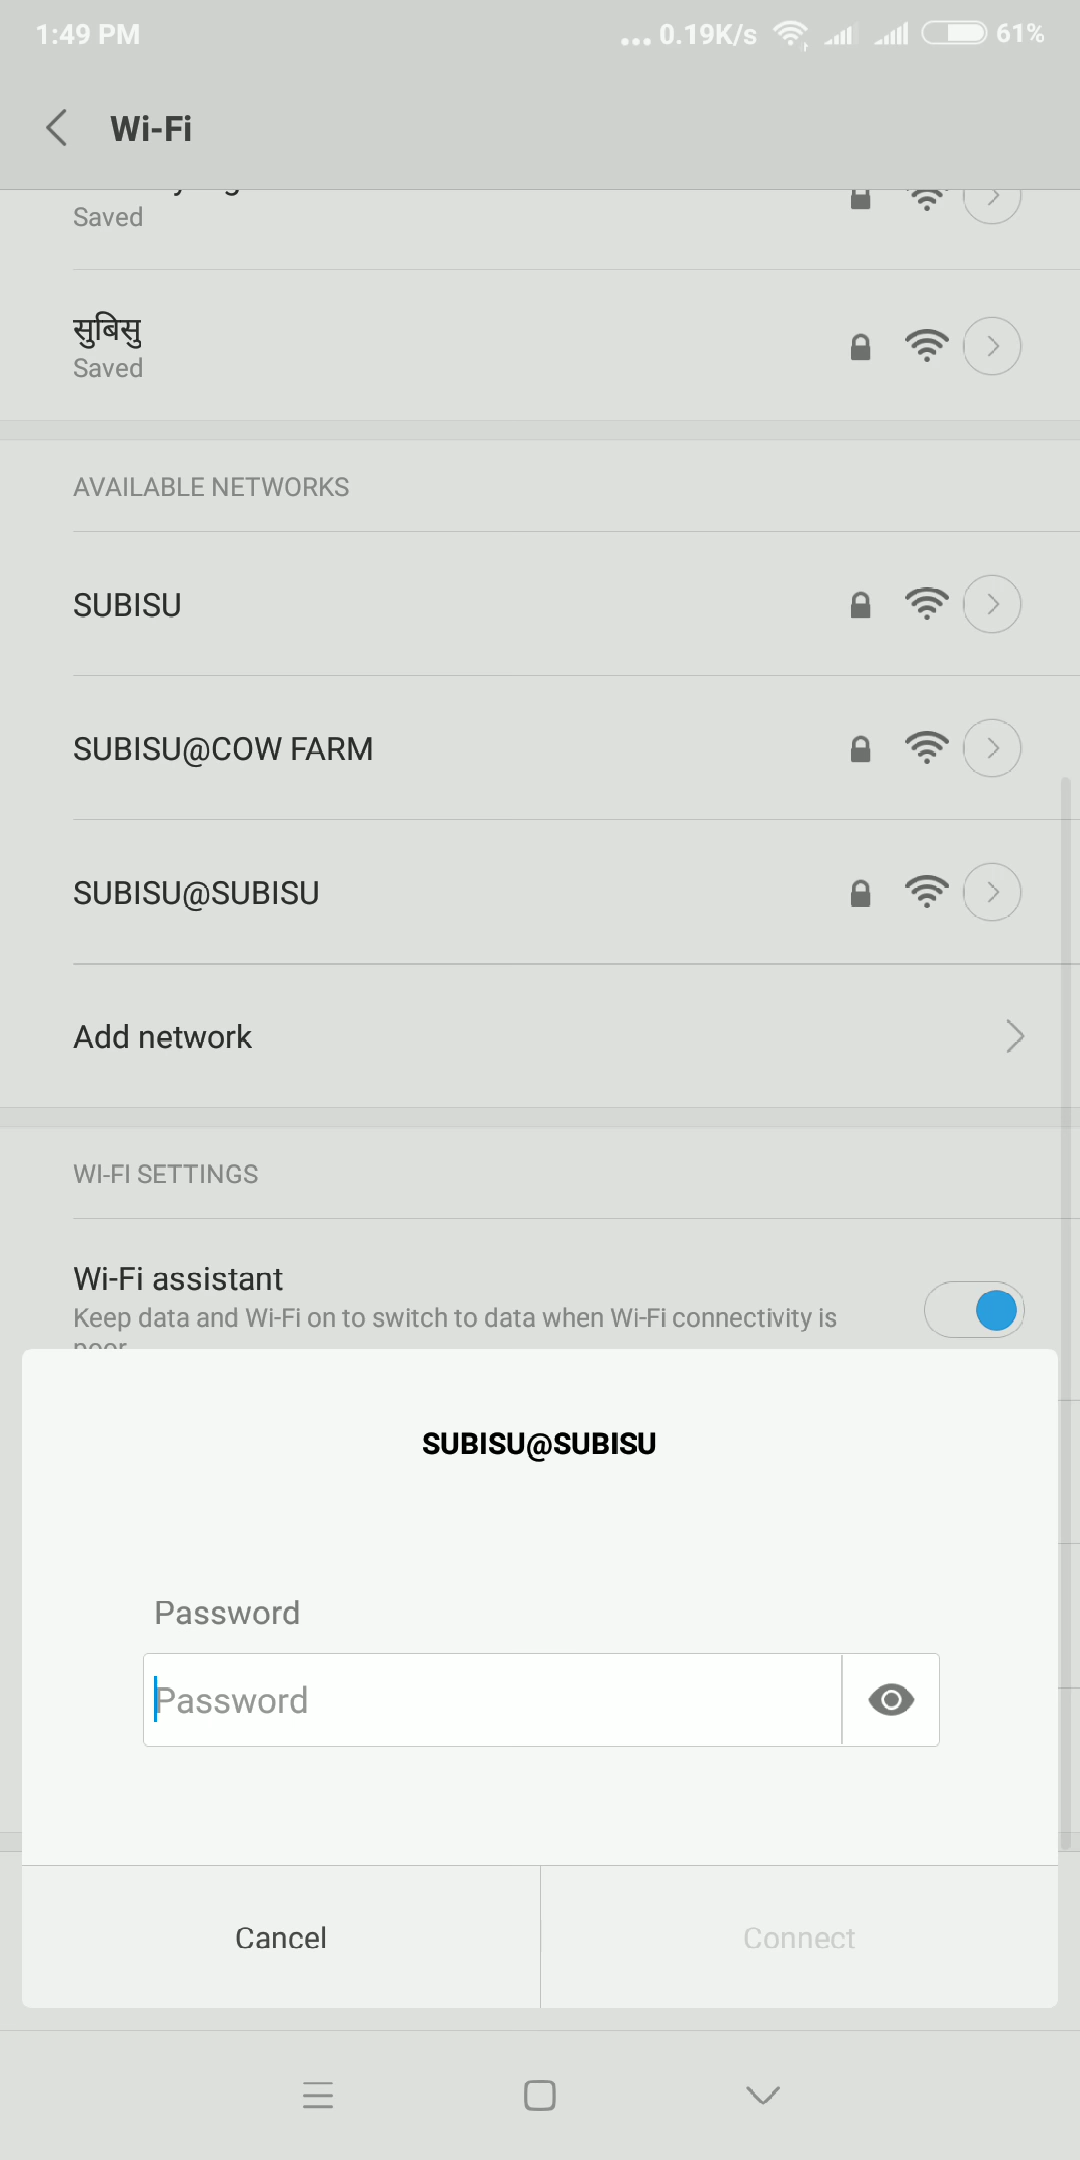 1:49 PM
... 0.19K/s 61%
Wi-Fi
Saved
सुबिसु
Saved
AVAILABLE NETWORKS
SUBISU
SUBISU@COW FARM
SUBISU@SUBISU
Add network
WI-FI SETTINGS
Wi-Fi assistant
Keep data and Wi-Fi on to switch to data when Wi-Fi connectivity is
poor
SUBISU@SUBISU
Password
Password
Cancel
Connect